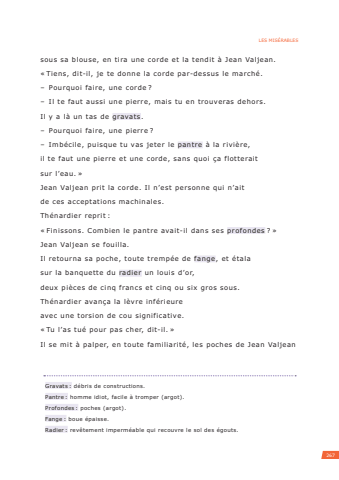 LES MISÉRABLES
sous sa blouse, en tira une corde et la tendit à Jean Valjean.
« Tiens, dit-il, je te donne la corde par-dessus le marché.
– Pourquoi faire, une corde ?
– Il te faut aussi une pierre, mais tu en trouveras dehors.
Il y a là un tas de gravats.
– Pourquoi faire, une pierre ?
– Imbécile, puisque tu vas jeter le pantre à la rivière,
il te faut une pierre et une corde, sans quoi ça flotterait
sur l'eau. »
Jean Valjean prit la corde. Il n'est personne qui n'ait
de ces acceptations machinales.
Thénardier reprit :
« Finissons. Combien le pantre avait-il dans ses profondes ? »
Jean Valjean se fouilla.
Il retourna sa poche, toute trempée de fange, et étala
sur la banquette du radier un louis d'or,
deux pièces de cinq francs et cinq ou six gros sous.
Thénardier avança la lèvre inférieure
avec une torsion de cou significative.
« Tu l'as tué pour pas cher, dit-il. »
Il se mit à palper, en toute familiarité, les poches de Jean Valjean
Gravats : débris de constructions.
Pantre : homme idiot, facile à tromper (argot).
Profondes : poches (argot).
Fange : boue épaisse.
Radier : revêtement imperméable qui recouvre le sol des égouts.
267